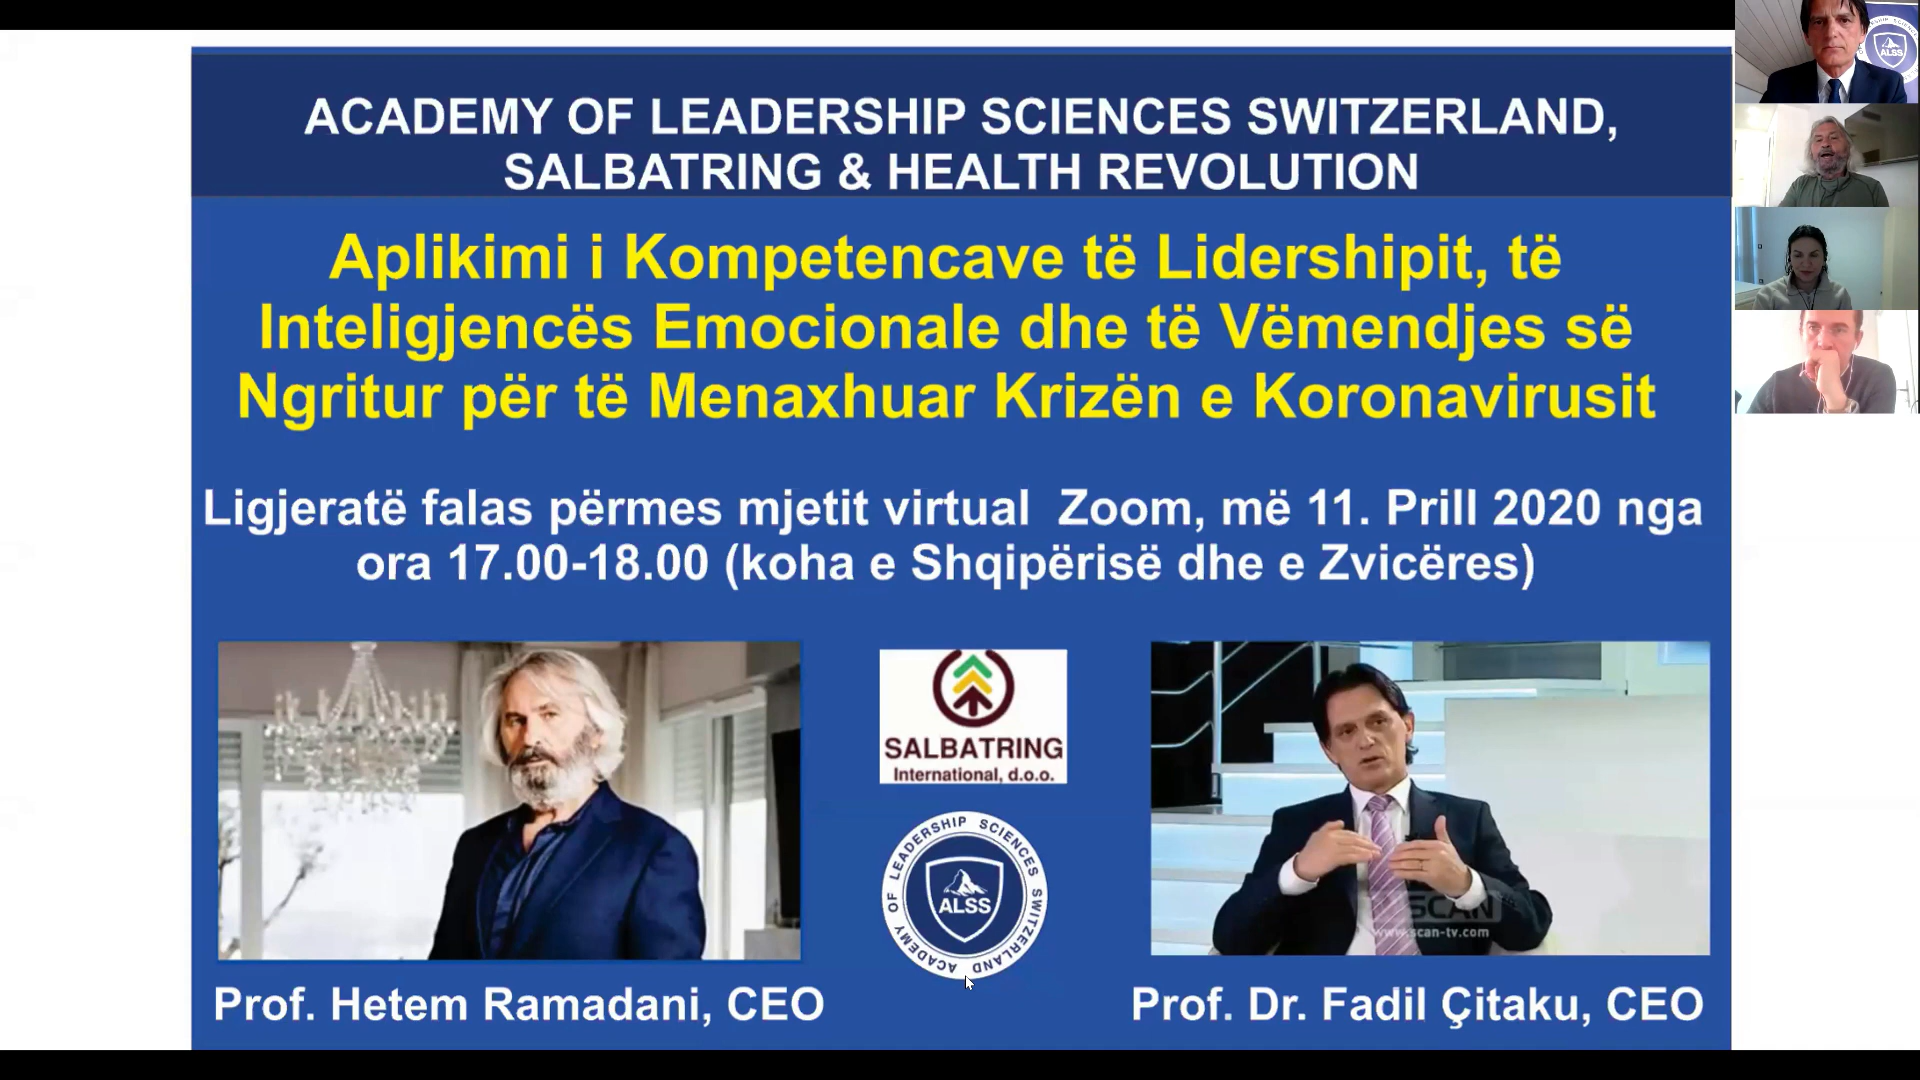 ACADEMY OF LEADERSHIP SCIENCES SWITZERLAND,
SALBATRING & HEALTH REVOLUTION
Aplikimi i Kompetencave të Lidershipit, të
Inteligjencës Emocionale dhe të Vëmendjes së
Ngritur për të Menaxhuar Krizën e Koronavirusit
Ligjeratë falas përmes mjetit virtual Zoom, më 11. Prill 2020 nga
ora 17.00-18.00 (koha e Shqipërisë dhe e Zvicëres)
SALBATRING
International, d.o.o.
ACADEMY OF LEADERSHIP SCIENCES SWITZERLAND
ALSS
SCAN
www.scan-tv.com
Prof. Hetem Ramadani, CEO
Prof. Dr. Fadil Çitaku, CEO
ALSS